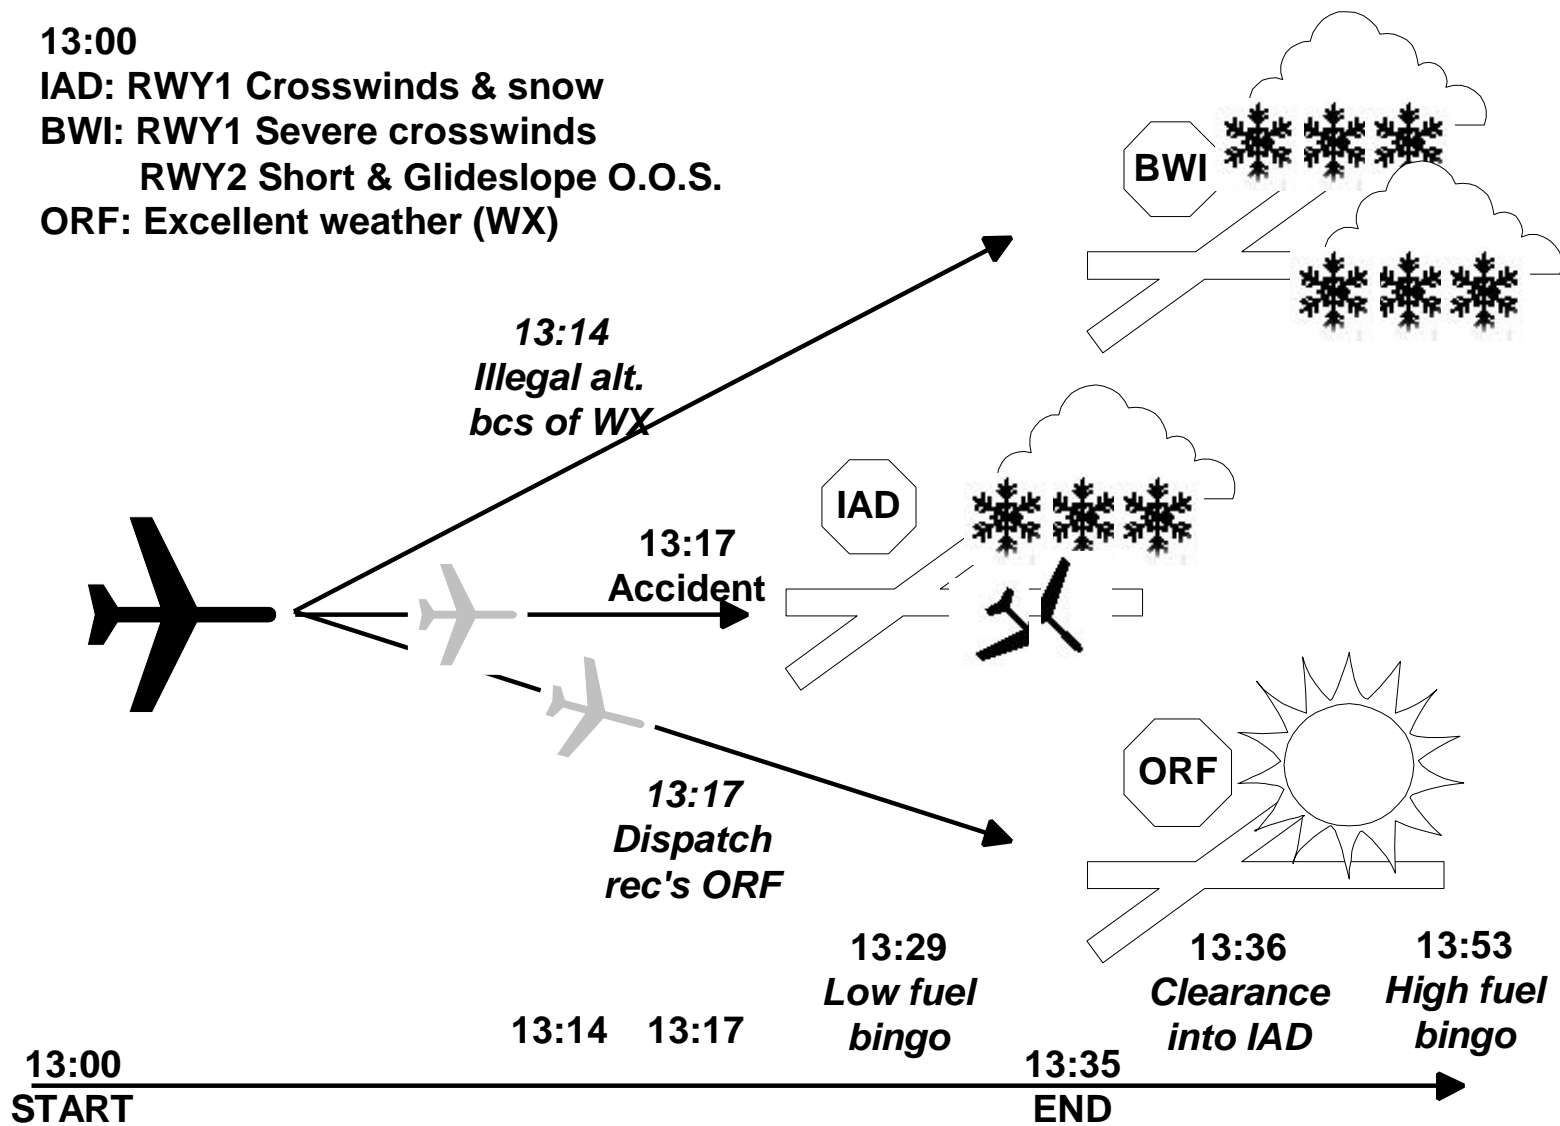 13:00
IAD: RWY1 Crosswinds & snow
BWI: RWY1 Severe crosswinds
RWY2 Short & Glideslope O.O.S.
ORF: Excellent weather (WX)
BWI
13:14
Illegal alt.
bcs of WX
IAD
13:17
Accident
ORF
13:17
Dispatch
rec's ORF
13:29
Low fuel
bingo
13:36
Clearance
into IAD
13:53
High fuel
bingo
13:14
13:17
13:00
START
13:35
END